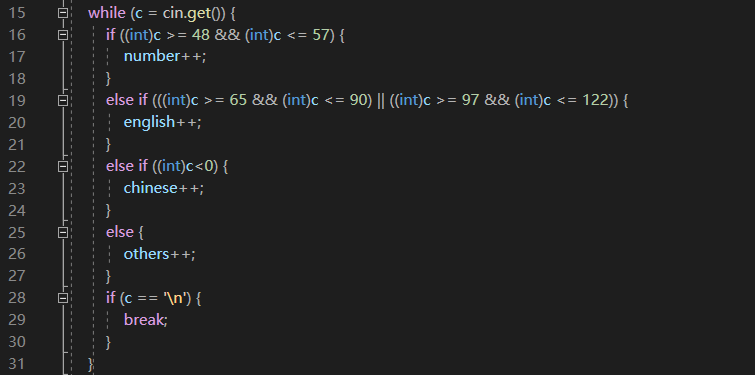 15 while (c = cin.get()) {
16 if ((int)c >= 48 && (int)c <= 57) {
17 number++;
18 }
19 else if (((int)c >= 65 && (int)c <= 90) || ((int)c >= 97 && (int)c <= 122)) {
20 english++;
21 }
22 else if ((int)c<0) {
23 chinese++;
24 }
25 else {
26 others++;
27 }
28 if (c == '\n') {
29 break;
30 }
31 }